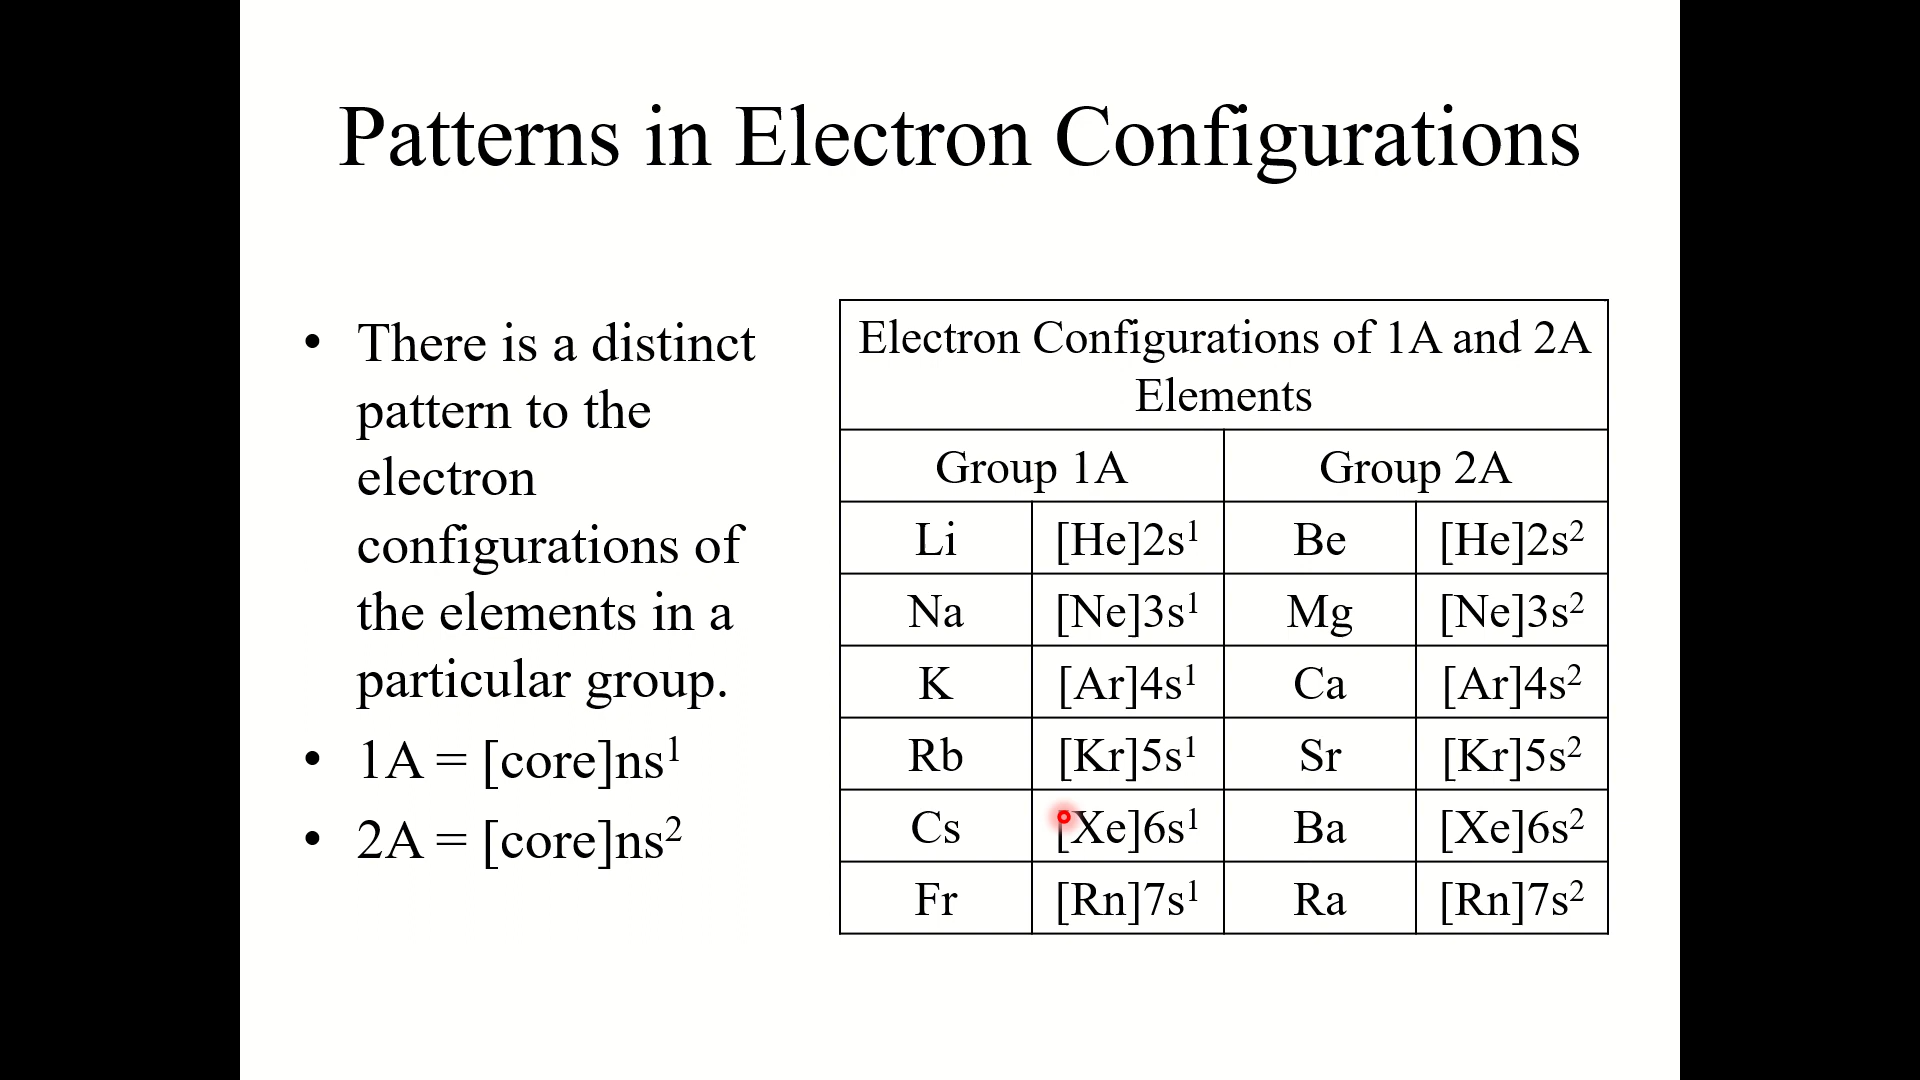 Patterns in Electron Configurations
• There is a distinct
pattern to the
electron
configurations of
the elements in a
particular group.
• 1A = [core]ns¹
• 2A = [core]ns²
Electron Configurations of 1A and 2A
Elements
Group 1A Group 2A
Li [He]2s¹ Be [He]2s²
Na [Ne]3s¹ Mg [Ne]3s²
K [Ar]4s¹ Ca [Ar]4s²
Rb [Kr]5s¹ Sr [Kr]5s²
Cs [Xe]6s¹ Ba [Xe]6s²
Fr [Rn]7s¹ Ra [Rn]7s²